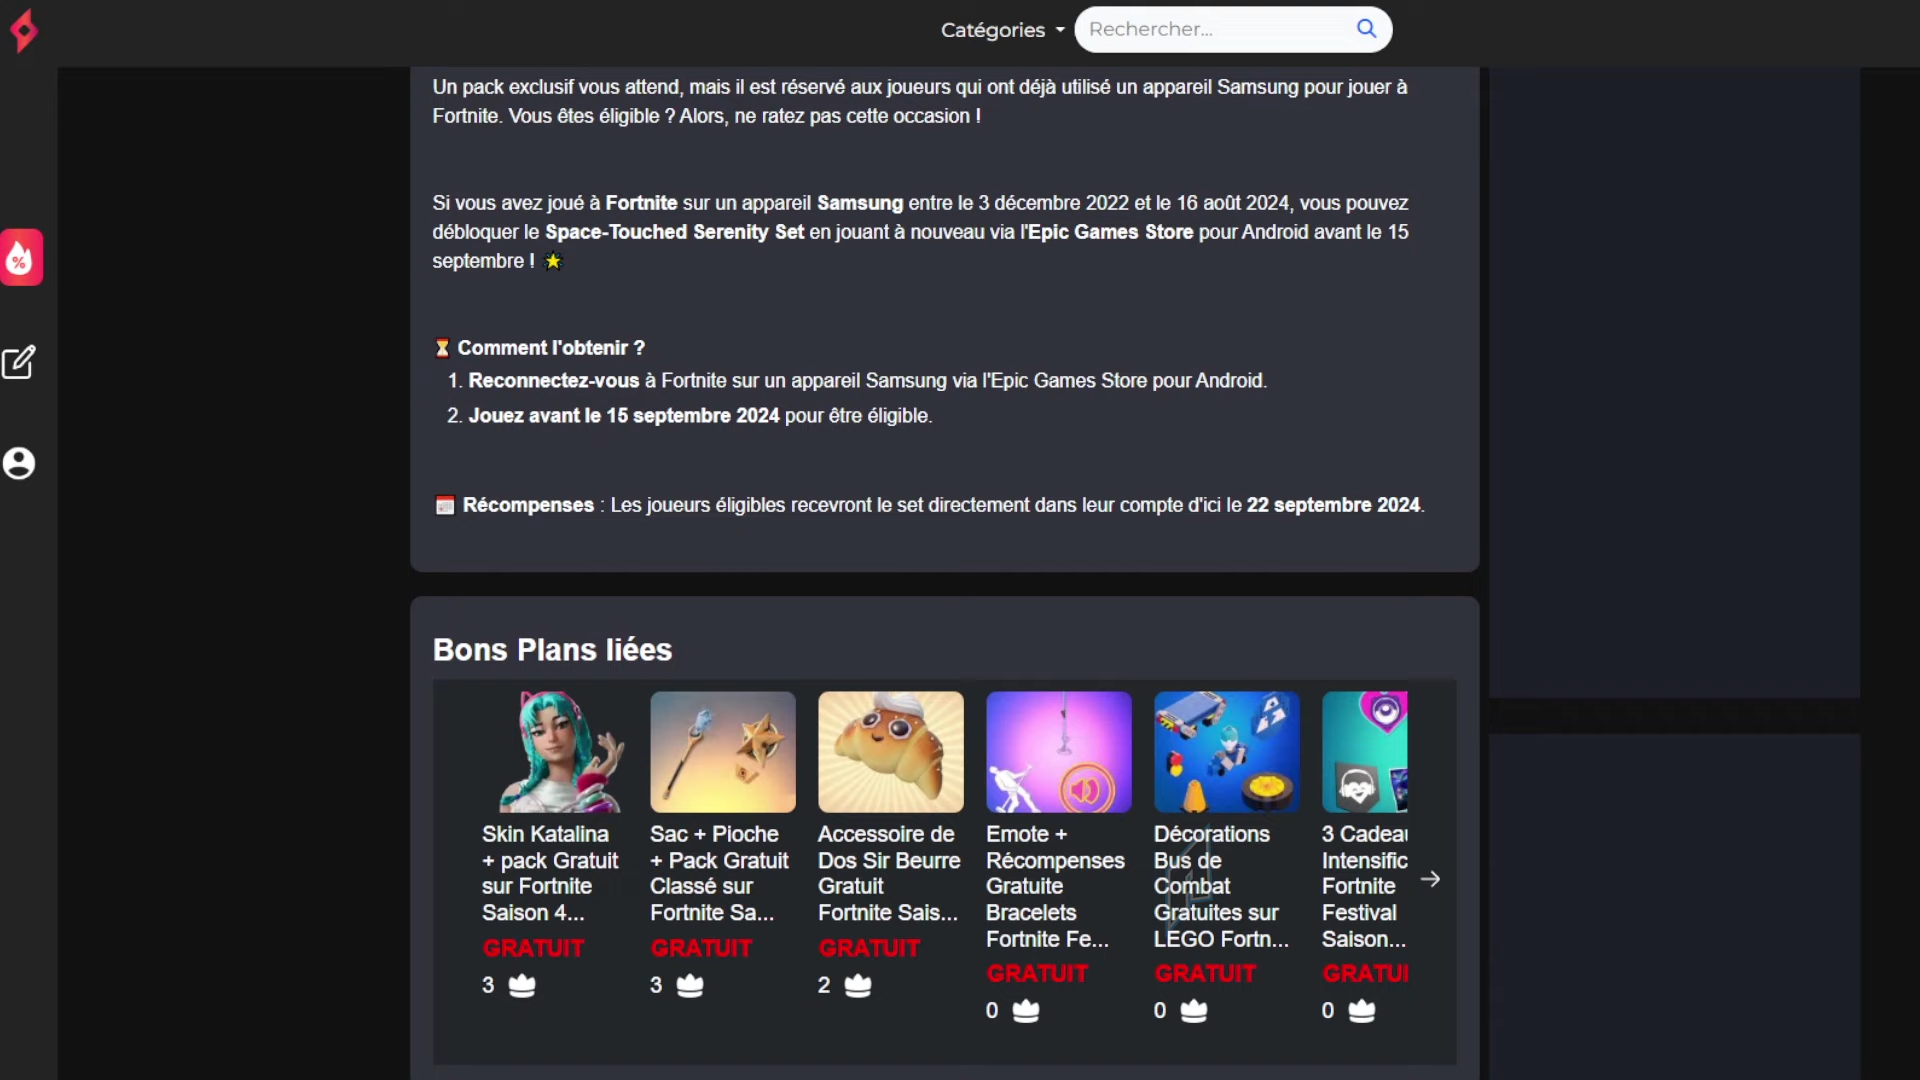 Catégories
Rechercher...
Un pack exclusif vous attend, mais il est réservé aux joueurs qui ont déjà utilisé un appareil Samsung pour jouer à
Fortnite. Vous êtes éligible ? Alors, ne ratez pas cette occasion !
Si vous avez joué à Fortnite sur un appareil Samsung entre le 3 décembre 2022 et le 16 août 2024, vous pouvez
débloquer le Space-Touched Serenity Set en jouant à nouveau via l'Epic Games Store pour Android avant le 15
septembre ! 🌟
⏳ Comment l'obtenir ?
1. Reconnectez-vous à Fortnite sur un appareil Samsung via l'Epic Games Store pour Android.
2. Jouez avant le 15 septembre 2024 pour être éligible.
📅 Récompenses : Les joueurs éligibles recevront le set directement dans leur compte d'ici le 22 septembre 2024.
Bons Plans liées
Skin Katalina
+ pack Gratuit
sur Fortnite
Saison 4...
GRATUIT
3
Sac + Pioche
+ Pack Gratuit
Classé sur
Fortnite Sa...
GRATUIT
3
Accessoire de
Dos Sir Beurre
Gratuit
Fortnite Sais...
GRATUIT
2
Emote +
Récompenses
Gratuite
Bracelets
Fortnite Fe...
GRATUIT
0
Décorations
Bus de
Combat
Gratuites sur
LEGO Fortn...
GRATUIT
0
3 Cadeau
Intensific
Fortnite
Festival
Saison...
GRATUI
0